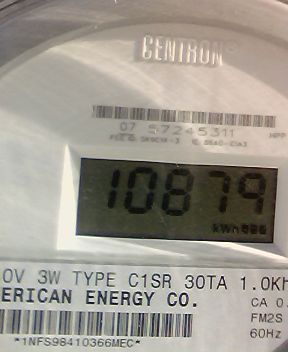 CENTRON®
07 57245311
10879
kWh
0V 3W TYPE C1SR 30TA 1.0Kh
ERICAN ENERGY CO.
CA 0.
FM2S
60Hz
*1NFS98410366MEC*